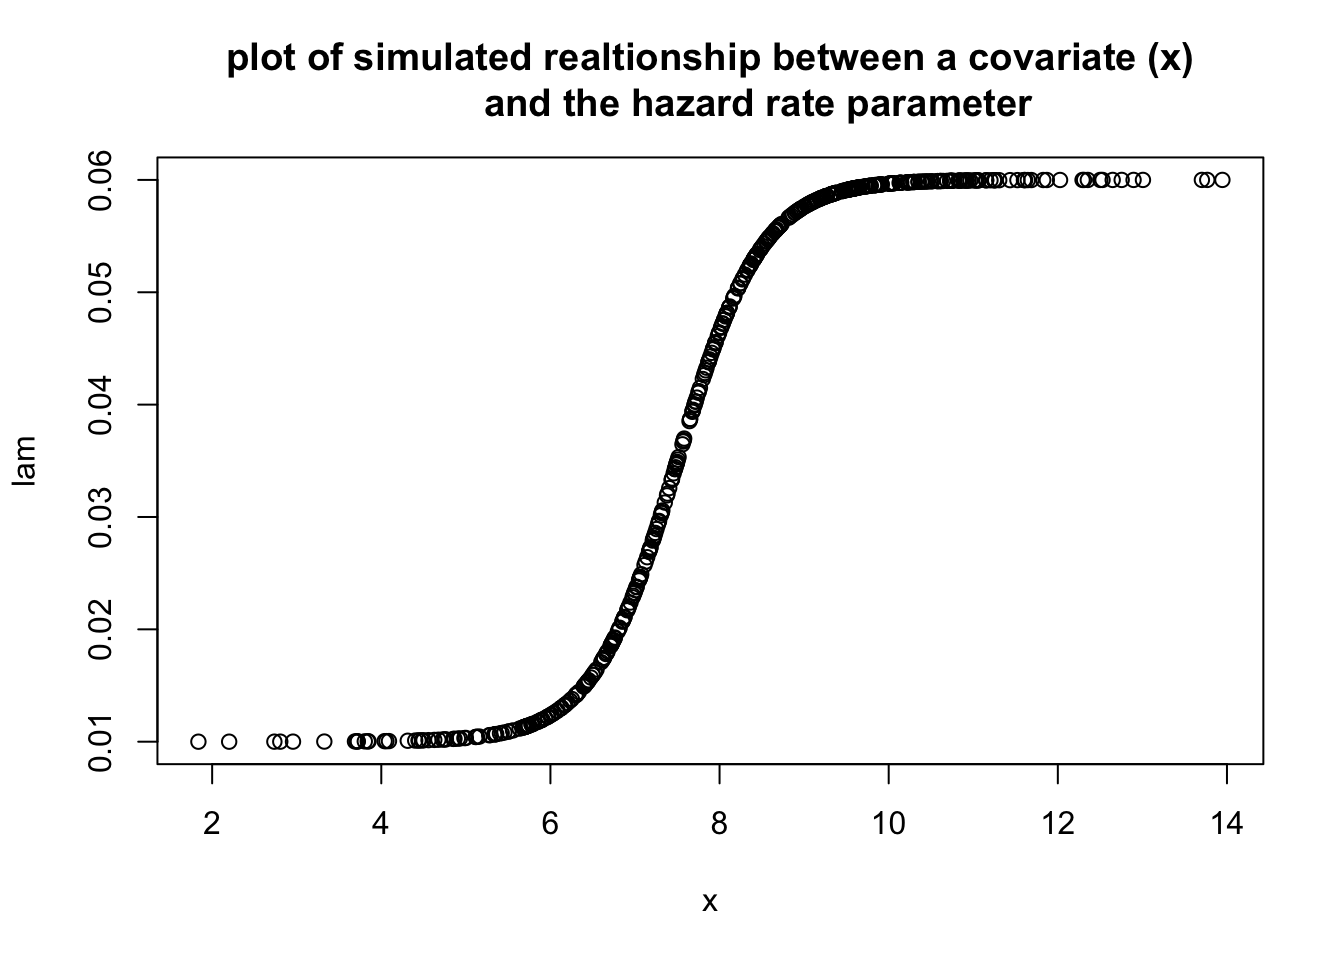 plot of simulated realtionship between a covariate (x)
and the hazard rate parameter
0.06
0.05
0.04
0.03
0.02
0.01
lam
2 4 6 8 10 12 14
x